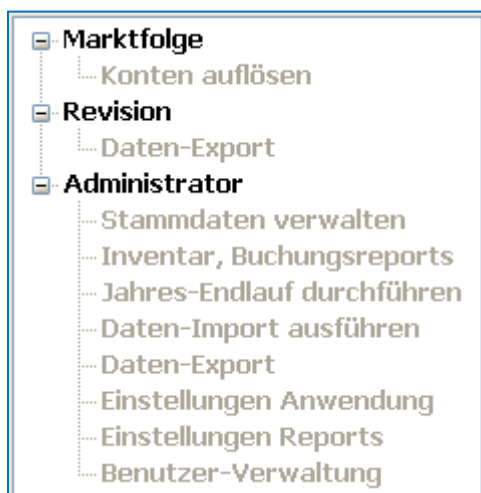 Marktfolge
Konten auflösen
Revision
Daten-Export
Administrator
Stammdaten verwalten
Inventar, Buchungsreports
Jahres-Endlauf durchführen
Daten-Import ausführen
Daten-Export
Einstellungen Anwendung
Einstellungen Reports
Benutzer-Verwaltung